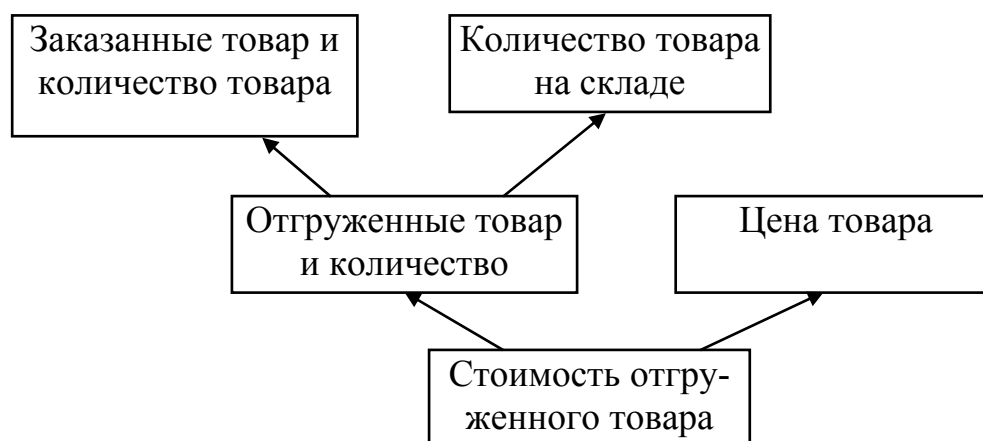 Заказанные товар и
количество товара
Количество товара
на складе
Отгруженные товар
и количество
Цена товара
Стоимость отгру-
женного товара